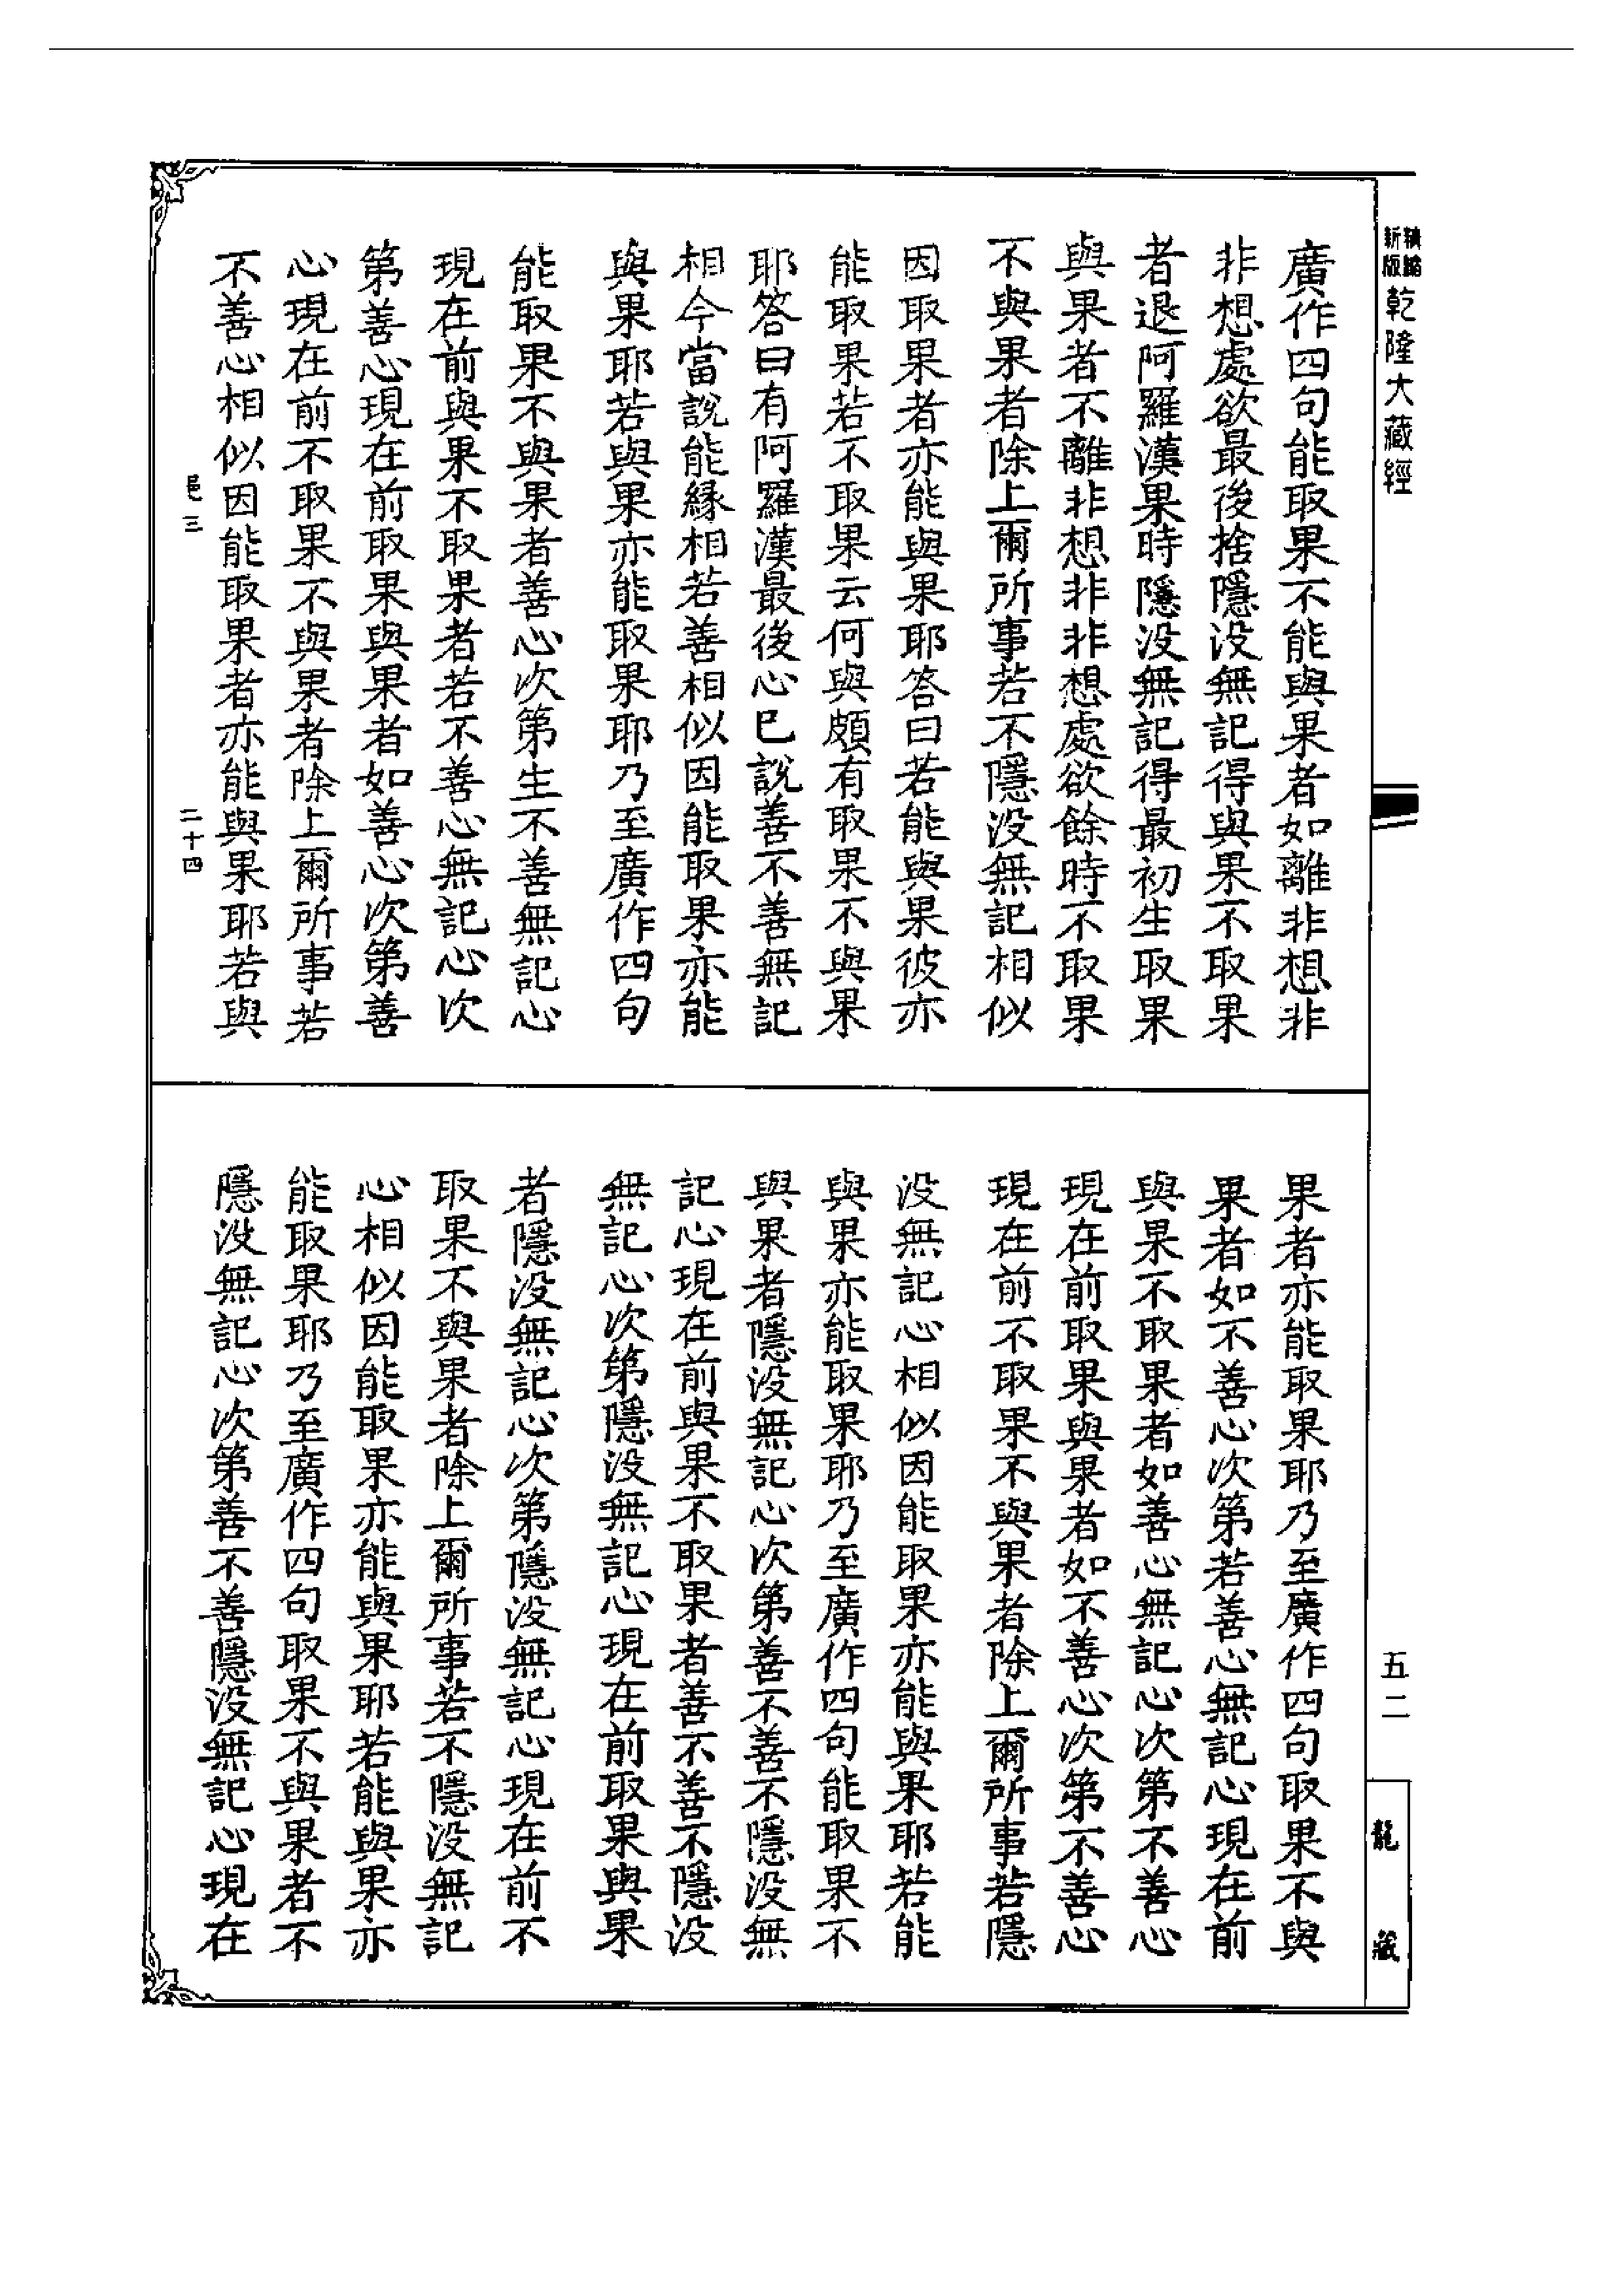 新版
精縮
乾隆大藏經
廣作四句能取果不能與果者如離非想非
非想處欲最後捨隱没無記得與果不取果
者退阿羅漢果時隱没無記得最初生取果
與果者不離非想非非想處欲餘時不取果
不與果者除上爾所事若不隱没無記相似
因取果者亦能與果耶答曰若能與果彼亦
能取果若不取果云何與頗有取果不與果
耶答曰有阿羅漢最後心已說善不善無記
相今當說能緣相若善相似因能取果亦能
與果耶若與果亦能取果耶乃至廣作四句
能取果不與果者善心次第生不善無記心
現在前與果不取果者若不善心無記心次
第善心現在前取果與果者如善心次第善
心現在前不取果不與果者除上爾所事若
不善心相似因能取果者亦能與果耶若與
邑三
二十四
果者亦能取果耶乃至廣作四句取果不與
果者如不善心次第若善心無記心現在前
與果不取果者如善心無記心次第不善心
現在前取果與果者如不善心次第不善心
現在前不取果不與果者除上爾所事若隱
没無記心相似因能取果亦能與果耶若能
與果亦能取果耶乃至廣作四句能取果不
與果者隱没無記心次第善不善不隱没無
記心現在前與果不取果者善不善不隱没
無記心次第隱没無記心現在前取果與果
者隱没無記心次第隱没無記心現在前不
取果不與果者除上爾所事若不隱没無記
心相似因能取果亦能與果耶若能與果亦
能取果耶乃至廣作四句取果不與果者不
隱没無記心次第善不善隱没無記心現在
五二
龍藏